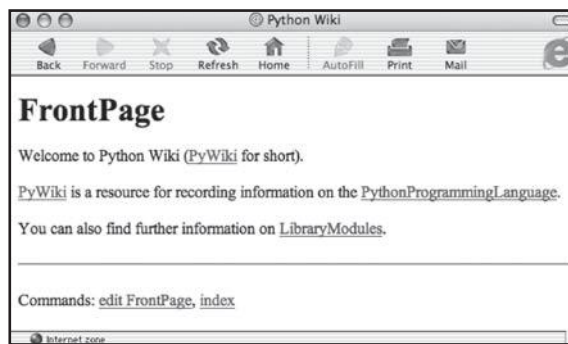 Python Wiki
Back Forward Stop Refresh Home AutoFill Print Mail
FrontPage
Welcome to Python Wiki (PyWiki for short).
PyWiki is a resource for recording information on the PythonProgrammingLanguage.
You can also find further information on LibraryModules.
Commands: edit FrontPage, index
Internet zone